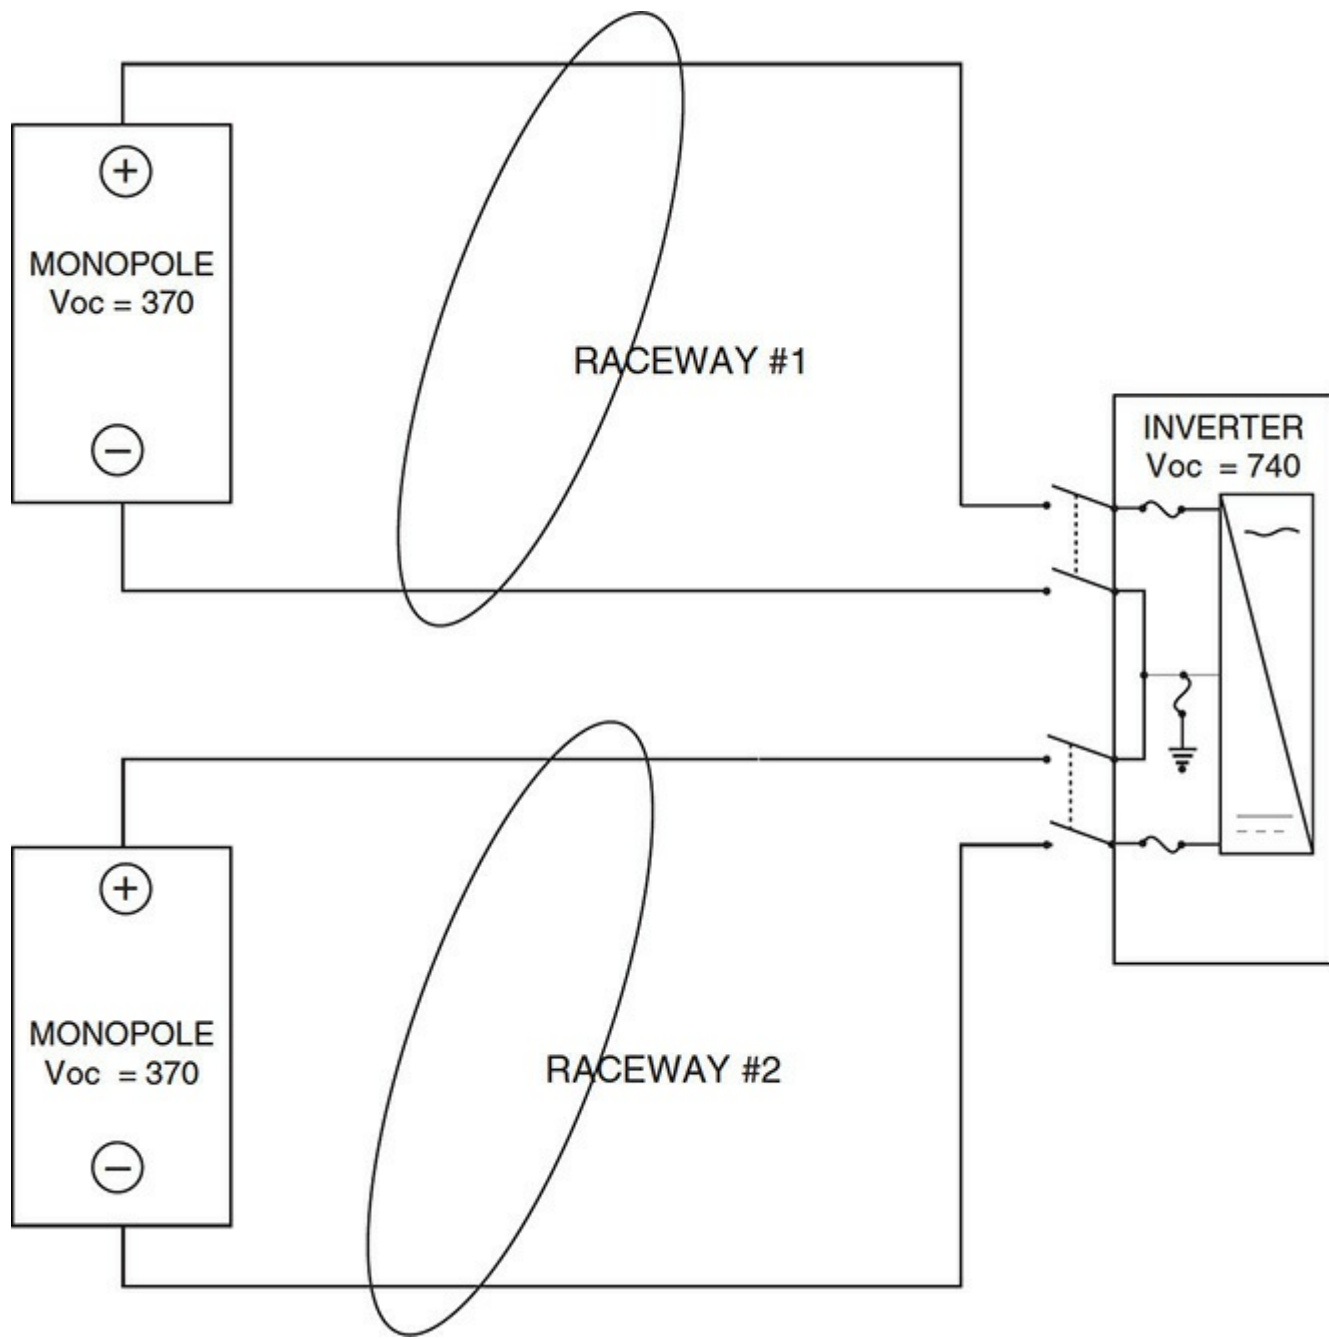 +
MONOPOLE
Voc = 370
−
RACEWAY #1
INVERTER
Voc = 740
+
MONOPOLE
Voc = 370
−
RACEWAY #2